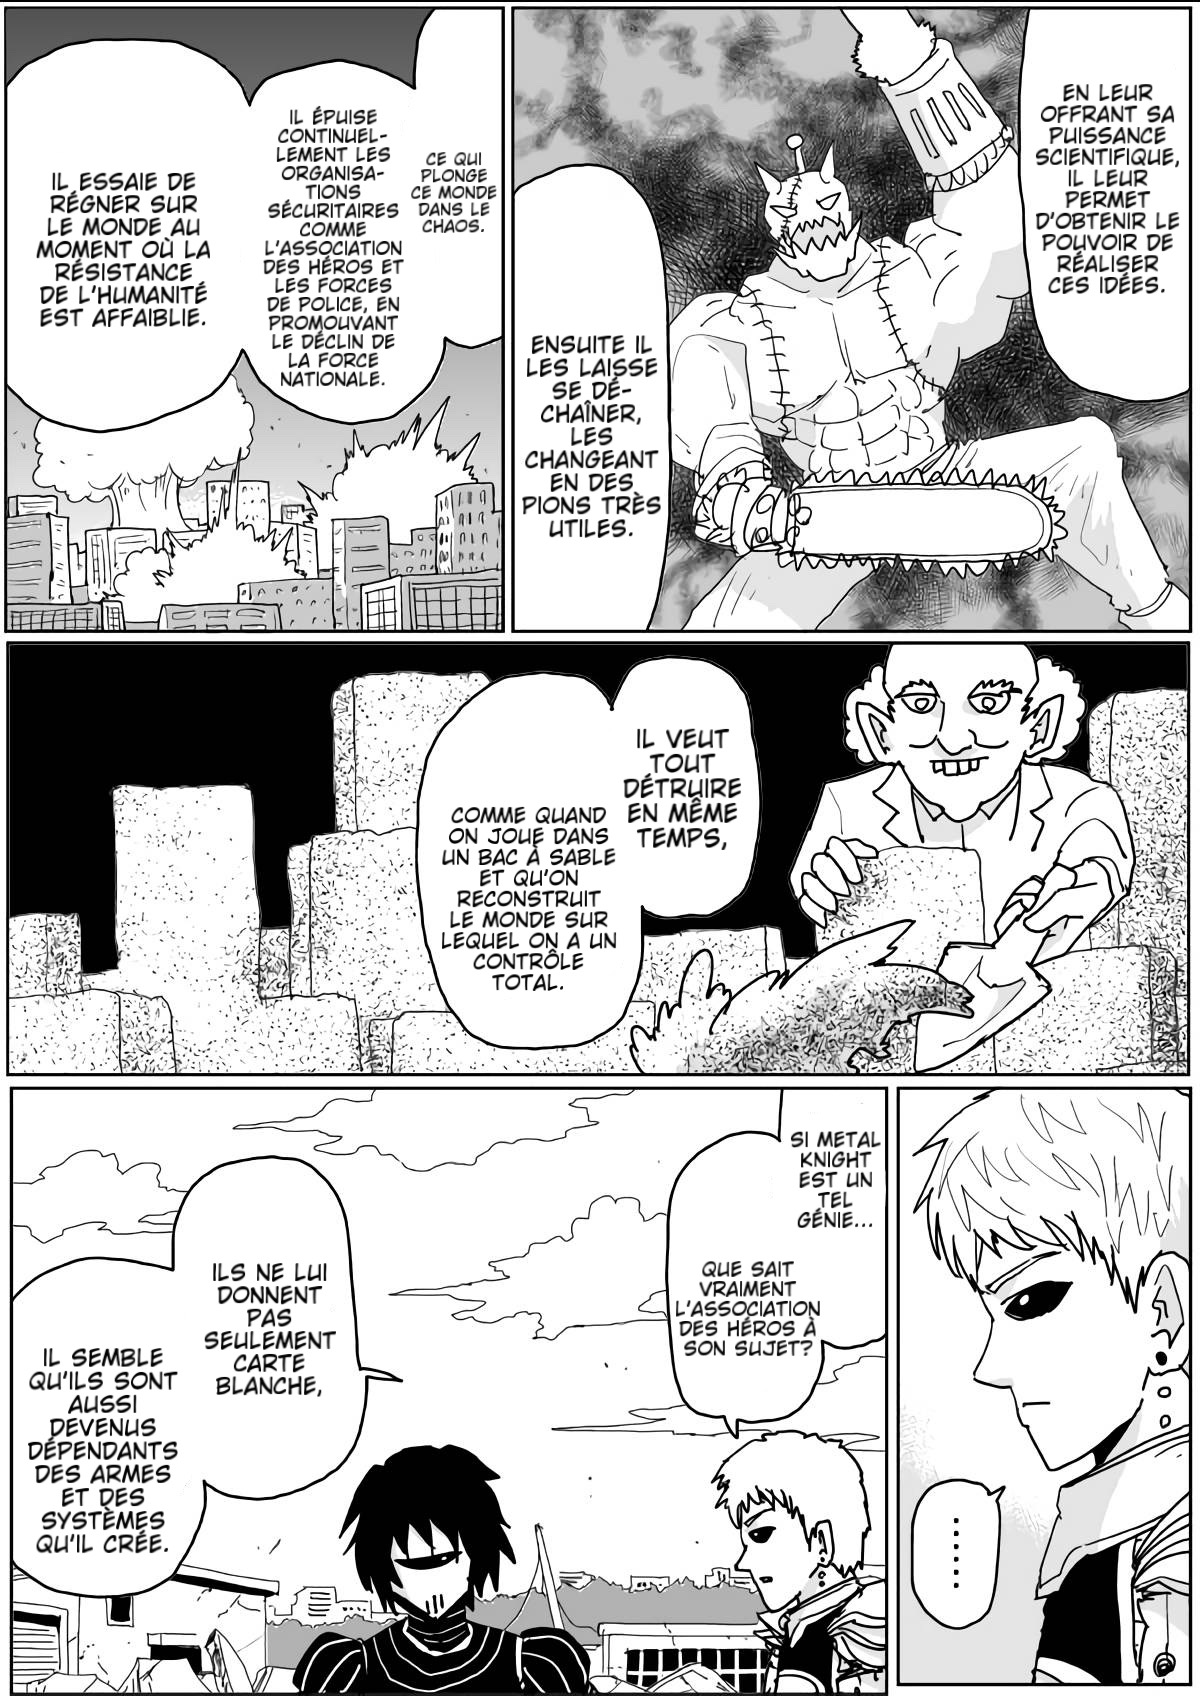 EN LEUR
OFFRANT SA
PUISSANCE
SCIENTIFIQUE,
IL LEUR
PERMET
D'OBTENIR LE
POUVOIR DE
RÉALISER
CES IDÉES.
ENSUITE IL
LES LAISSE
SE DÉ-
CHAÎNER,
LES
CHANGEANT
EN DES
PIONS TRÈS
UTILES.
CE QUI
PLONGE
CE MONDE
DANS LE
CHAOS.
IL ÉPUISE
CONTINUEL-
LEMENT LES
ORGANISA-
TIONS
SÉCURITAIRES
COMME
L'ASSOCIATION
DES HÉROS ET
LES FORCES
DE POLICE, EN
PROMOUVANT
LE DÉCLIN DE
LA FORCE
NATIONALE.
IL ESSAIE DE
RÉGNER SUR
LE MONDE AU
MOMENT OÙ LA
RÉSISTANCE
DE L'HUMANITÉ
EST AFFAIBLIE.
IL VEUT
TOUT
DÉTRUIRE
EN MÊME
TEMPS,
COMME QUAND
ON JOUE DANS
UN BAC À SABLE
ET QU'ON
RECONSTRUIT
LE MONDE SUR
LEQUEL ON A UN
CONTRÔLE
TOTAL.
......
SI METAL
KNIGHT
EST UN
TEL
GÉNIE...
QUE SAIT
VRAIMENT
L'ASSOCIATION
DES HÉROS À
SON SUJET?
ILS NE LUI
DONNENT
PAS
SEULEMENT
CARTE
BLANCHE,
IL SEMBLE
QU'ILS SONT
AUSSI
DEVENUS
DÉPENDANTS
DES ARMES
ET DES
SYSTÈMES
QU'IL CRÉE.